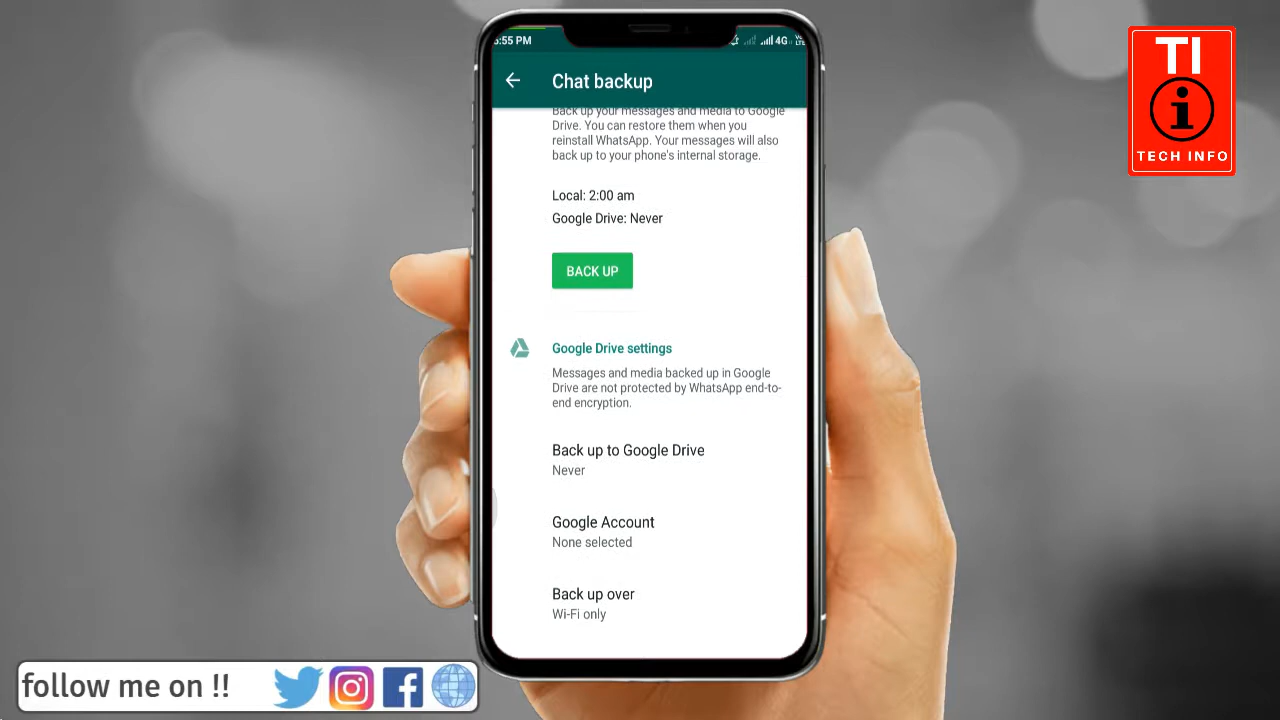 :55 PM
4G
Chat backup
Back up your messages and media to Google
Drive. You can restore them when you
reinstall WhatsApp. Your messages will also
back up to your phone's internal storage.
Local: 2:00 am
Google Drive: Never
BACK UP
Google Drive settings
Messages and media backed up in Google
Drive are not protected by WhatsApp end-to-
end encryption.
Back up to Google Drive
Never
Google Account
None selected
Back up over
Wi-Fi only
TI
i
TECH INFO
follow me on !!